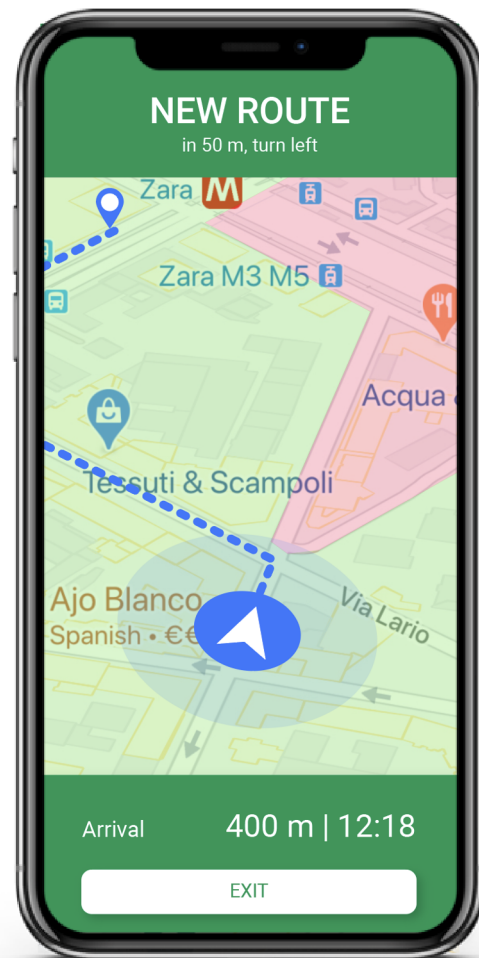 NEW ROUTE
in 50 m, turn left
Zara M
Zara M3 M5
Acqua
Tessuti & Scampoli
Ajo Blanco
Spanish • €€
Via Lario
Arrival
400 m | 12:18
EXIT